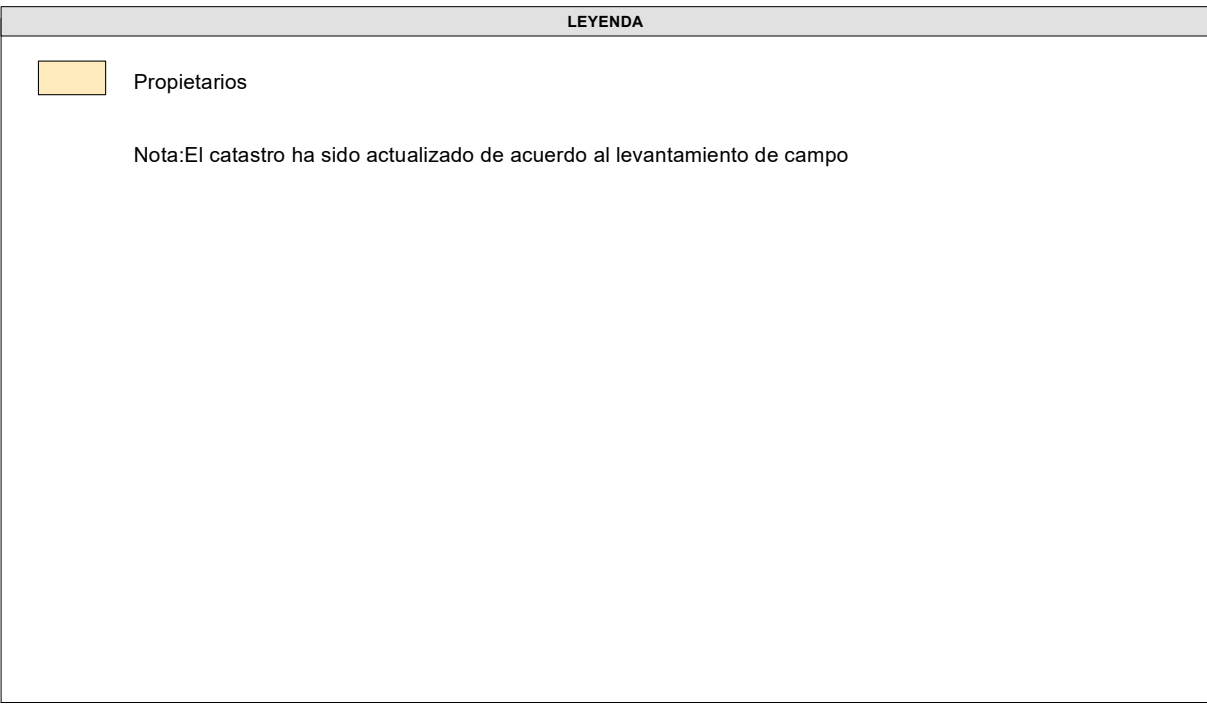 LEYENDA
Propietarios
Nota:El catastro ha sido actualizado de acuerdo al levantamiento de campo